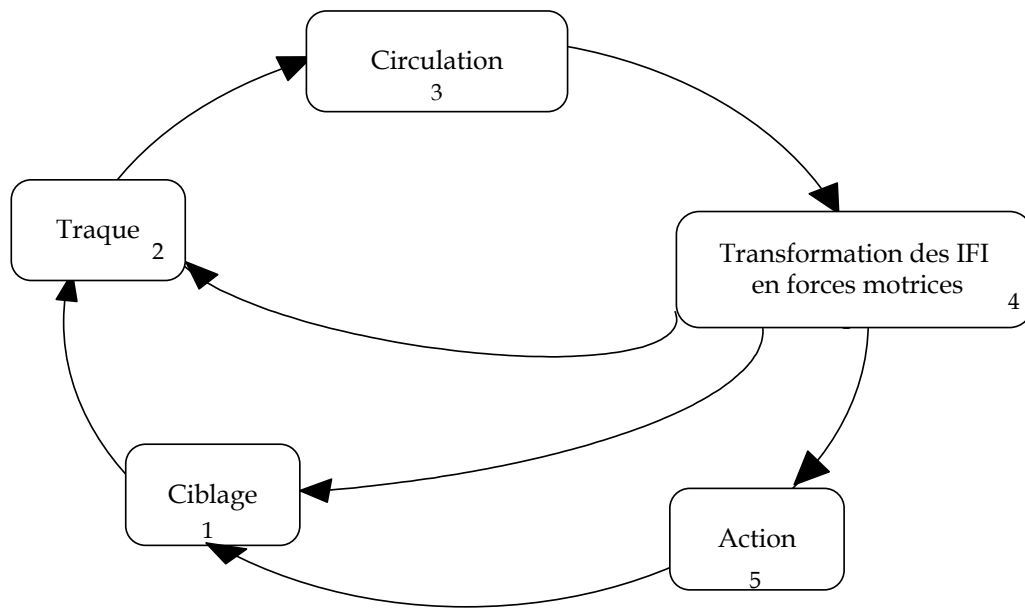 Circulation
3
Traque
2
Transformation des IFI
en forces motrices
4
Ciblage
1
Action
5